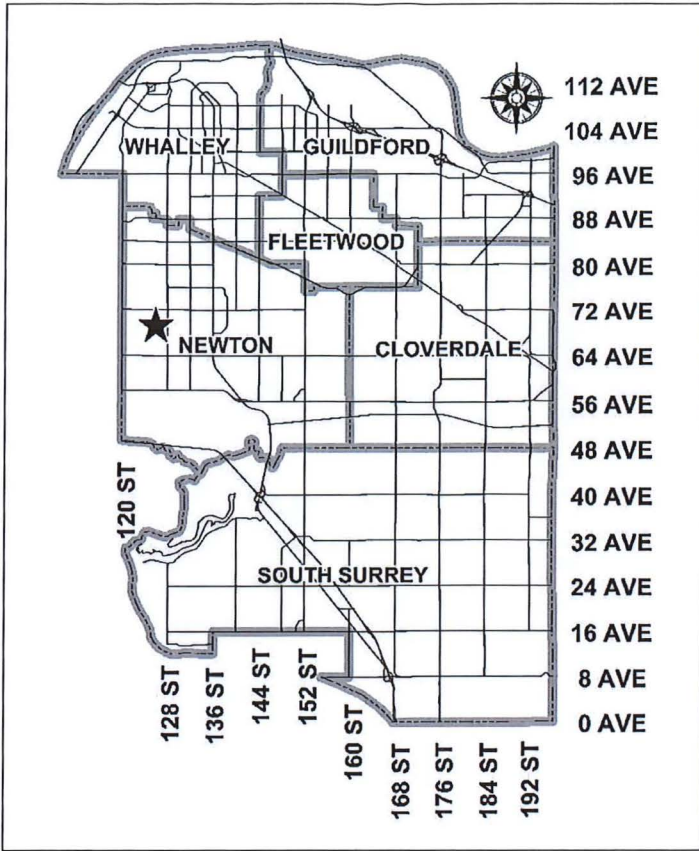 112 AVE
104 AVE
WHALLEY
GUILDFORD
96 AVE
88 AVE
FLEETWOOD
80 AVE
72 AVE
NEWTON
CLOVERDALE
64 AVE
56 AVE
48 AVE
120 ST
40 AVE
32 AVE
SOUTH SURREY
24 AVE
16 AVE
8 AVE
0 AVE
128 ST
136 ST
144 ST
152 ST
160 ST
168 ST
176 ST
184 ST
192 ST